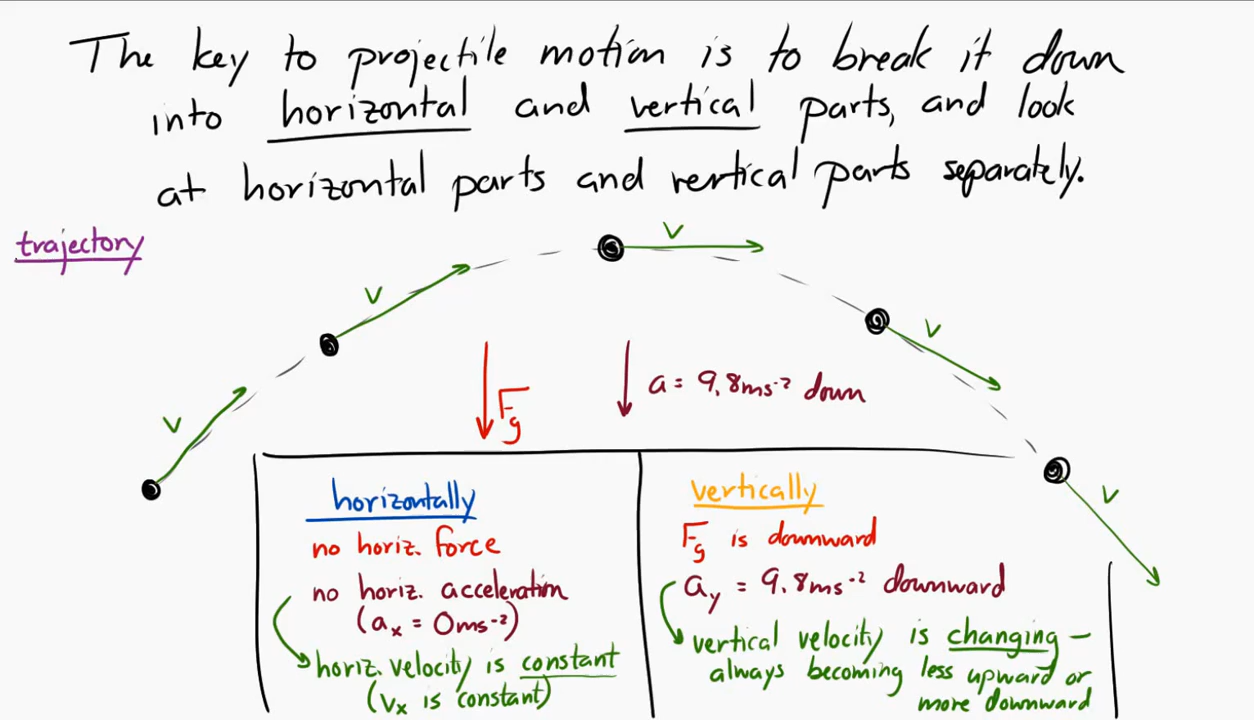 The key to projectile motion is to break it down
into horizontal and vertical parts, and look
at horizontal parts and vertical parts separately.
trajectory
v
v
v
v
v
Fg
a = 9.8ms⁻² down
horizontally
no horiz. force
no horiz. acceleration
(aₓ = 0ms⁻²)
horiz. velocity is constant
(vₓ is constant)
vertically
Fg is downward
ay = 9.8ms⁻² downward
vertical velocity is changing –
always becoming less upward or
more downward